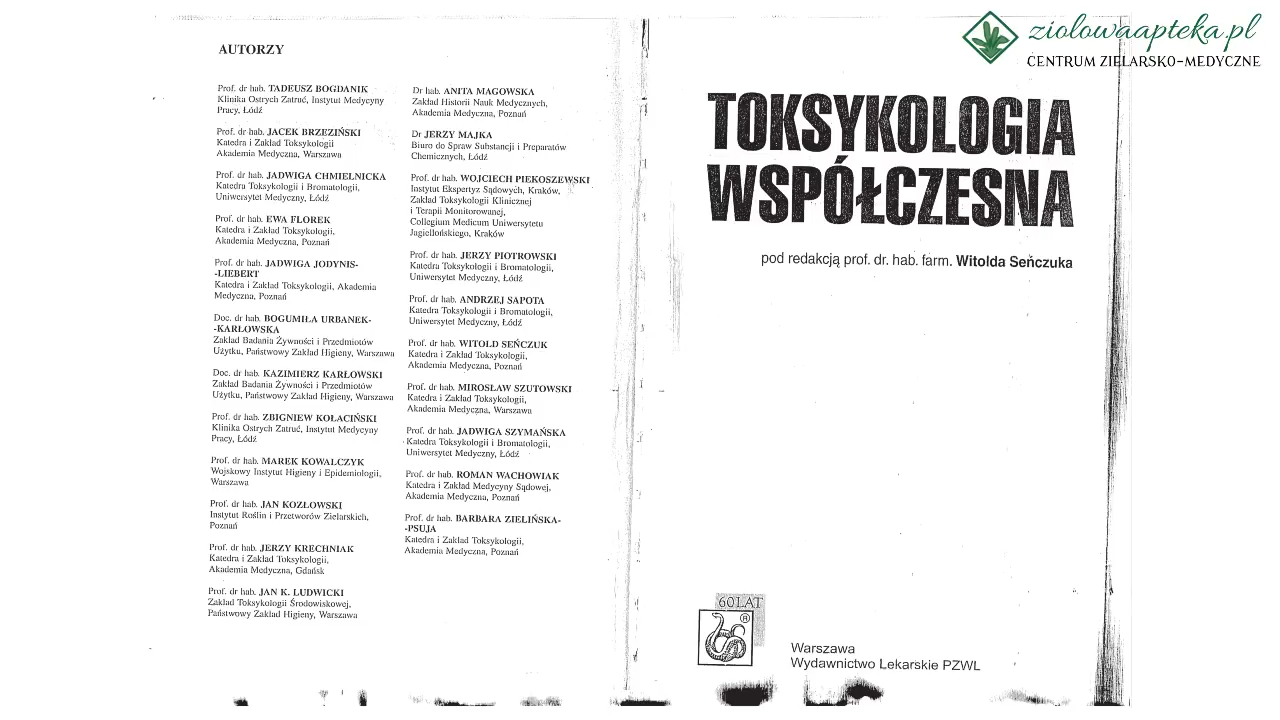 AUTORZY
Prof. dr hab. TADEUSZ BOGDANIK
Klinika Ostrych Zatruć, Instytut Medycyny
Pracy, Łódź
Prof. dr hab. JACEK BRZEZIŃSKI
Katedra i Zakład Toksykologii
Akademia Medyczna, Warszawa
Prof. dr hab. JADWIGA CHMIELNICKA
Katedra Toksykologii i Bromatologii,
Uniwersytet Medyczny, Łódź
Prof. dr hab. EWA FLOREK
Katedra i Zakład Toksykologii,
Akademia Medyczna, Poznań
Prof. dr hab. JADWIGA JODYNIS-
-LIEBERT
Katedra i Zakład Toksykologii, Akademia
Medyczna, Poznań
Doc. dr hab. BOGUMIŁA URBANEK-
-KARŁOWSKA
Zakład Badania Żywności i Przedmiotów
Użytku, Państwowy Zakład Higieny, Warszawa
Doc. dr hab. KAZIMIERZ KARŁOWSKI
Zakład Badania Żywności i Przedmiotów
Użytku, Państwowy Zakład Higieny, Warszawa
Prof. dr hab. ZBIGNIEW KOŁACIŃSKI
Klinika Ostrych Zatruć, Instytut Medycyny
Pracy, Łódź
Prof. dr hab. MAREK KOWALCZYK
Wojskowy Instytut Higieny i Epidemiologii,
Warszawa
Prof. dr hab. JAN KOZŁOWSKI
Instytut Roślin i Przetworów Zielarskich,
Poznań
Prof. dr hab. JERZY KRECHNIAK
Katedra i Zakład Toksykologii,
Akademia Medyczna, Gdańsk
Prof. dr hab. JAN K. LUDWICKI
Zakład Toksykologii Środowiskowej,
Państwowy Zakład Higieny, Warszawa
Dr hab. ANITA MAGOWSKA
Zakład Historii Nauk Medycznych,
Akademia Medyczna, Poznań
Dr JERZY MAJKA
Biuro do Spraw Substancji i Preparatów
Chemicznych, Łódź
Prof. dr hab. WOJCIECH PIEKOSZEWSKI
Instytut Ekspertyz Sądowych, Kraków,
Zakład Toksykologii Klinicznej
i Terapii Monitorowanej,
Collegium Medicum Uniwersytetu
Jagiellońskiego, Kraków
Prof. dr hab. JERZY PIOTROWSKI
Katedra Toksykologii i Bromatologii,
Uniwersytet Medyczny, Łódź
Prof. dr hab. ANDRZEJ SAPOTA
Katedra Toksykologii i Bromatologii,
Uniwersytet Medyczny, Łódź
Prof. dr hab. WITOLD SEŃCZUK
Katedra i Zakład Toksykologii,
Akademia Medyczna, Poznań
Prof. dr hab. MIROSŁAW SZUTOWSKI
Katedra i Zakład Toksykologii,
Akademia Medyczna, Warszawa
Prof. dr hab. JADWIGA SZYMAŃSKA
Katedra Toksykologii i Bromatologii,
Uniwersytet Medyczny, Łódź
Prof. dr hab. ROMAN WACHOWIAK
Katedra i Zakład Medycyny Sądowej,
Akademia Medyczna, Poznań
Prof. dr hab. BARBARA ZIELIŃSKA-
-PSUJA
Katedra i Zakład Toksykologii,
Akademia Medyczna, Poznań
ziolowaapteka.pl
CENTRUM ZIELARSKO-MEDYCZNE
TOKSYKOLOGIA
WSPÓŁCZESNA
pod redakcją prof. dr. hab. farm. Witolda Seńczuka
60 LAT
®
Warszawa
Wydawnictwo Lekarskie PZWL